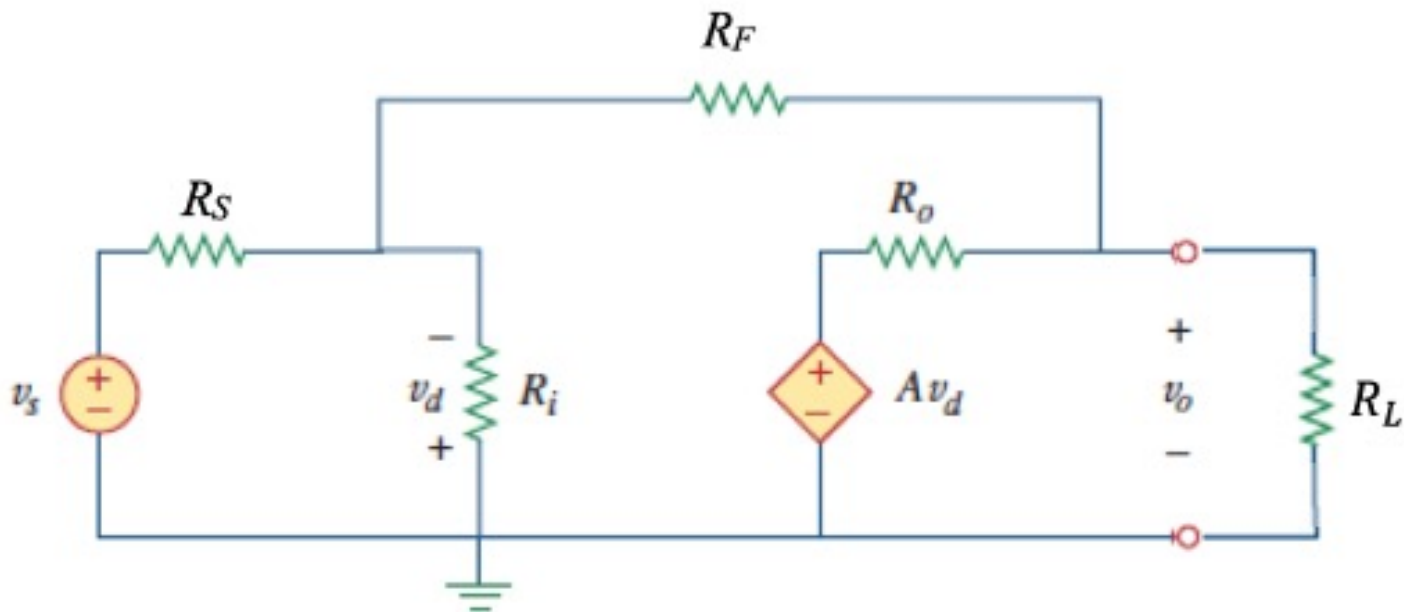 R_F
R_S
R_o
v_s
+
−
−
v_d
+
R_i
+
−
Av_d
+
v_o
−
R_L